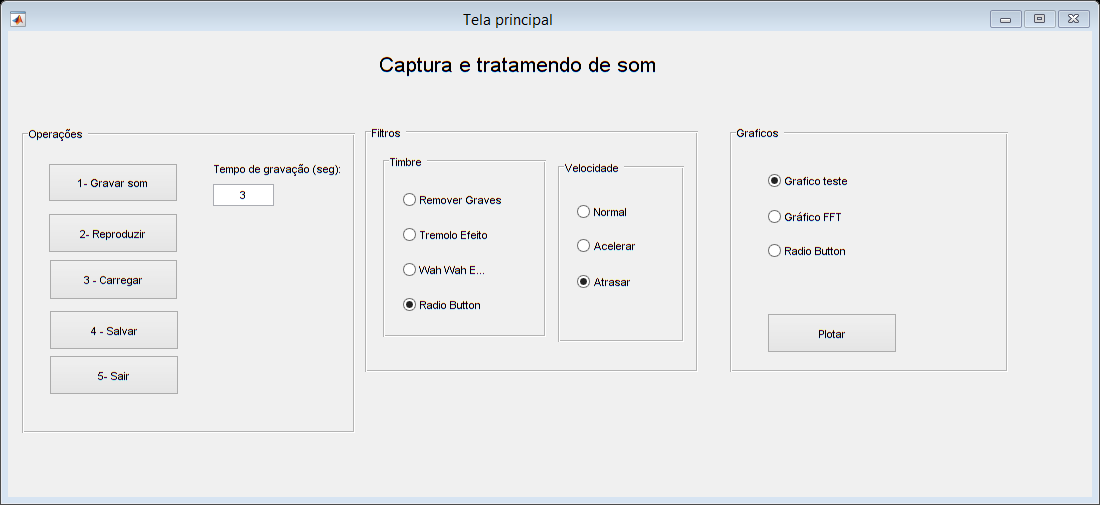 Tela principal
Captura e tratamendo de som
Operações
1- Gravar som
Tempo de gravação (seg):
3
2- Reproduzir
3 - Carregar
4 - Salvar
5- Sair
Filtros
Timbre
Remover Graves
Tremolo Efeito
Wah Wah E...
Radio Button
Velocidade
Normal
Acelerar
Atrasar
Graficos
Grafico teste
Gráfico FFT
Radio Button
Plotar